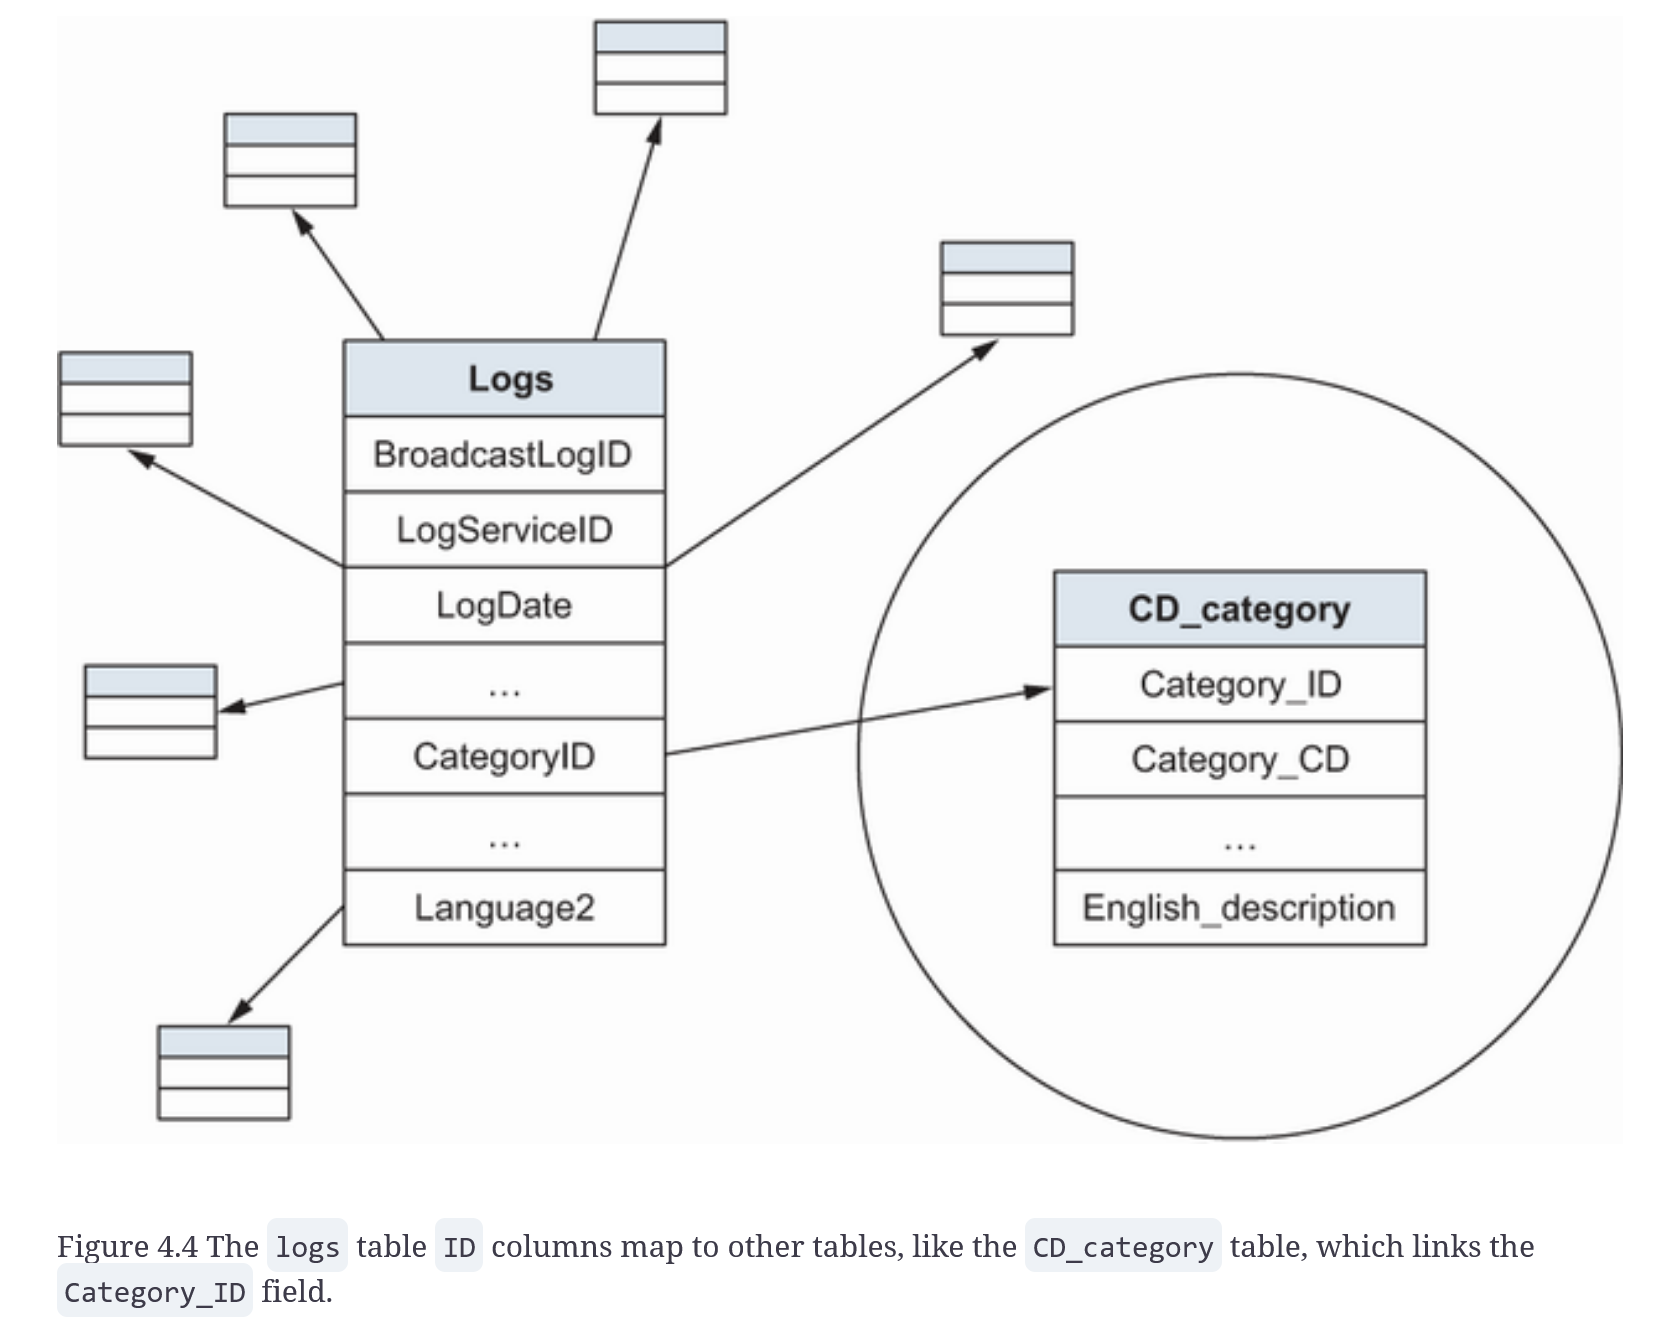 Logs
BroadcastLogID
LogServiceID
LogDate
...
CategoryID
...
Language2
CD_category
Category_ID
Category_CD
...
English_description
Figure 4.4 The logs table ID columns map to other tables, like the CD_category table, which links the
Category_ID field.